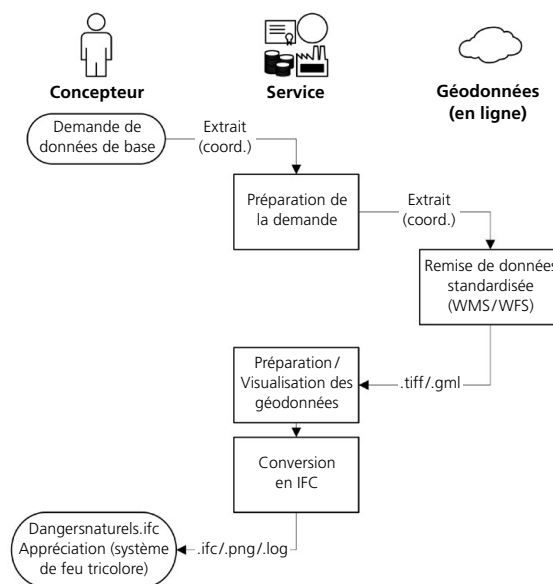 Concepteur
Service
Géodonnées
(en ligne)
Demande de
données de base
Extrait
(coord.)
Préparation de
la demande
Extrait
(coord.)
Remise de données
standardisée
(WMS/WFS)
Préparation/
Visualisation des
géodonnées
.tiff/.gml
Conversion
en IFC
Dangersnaturels.ifc
Appréciation (système
de feu tricolore)
.ifc/.png/.log